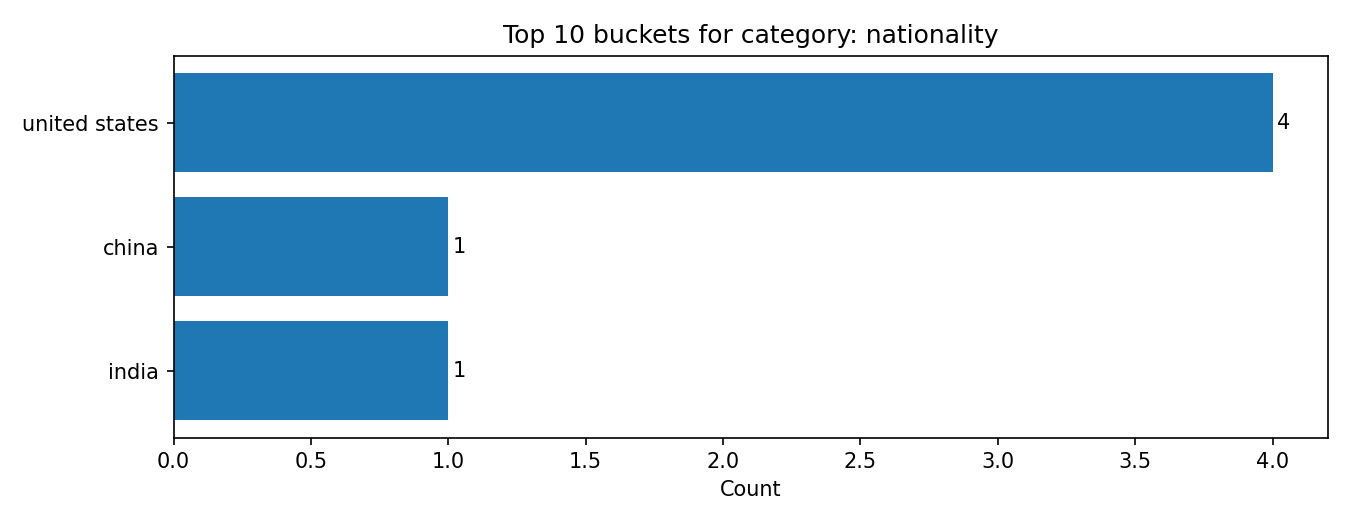 Top 10 buckets for category: nationality
united states
4
china
1
india
1
0.0 0.5 1.0 1.5 2.0 2.5 3.0 3.5 4.0
Count